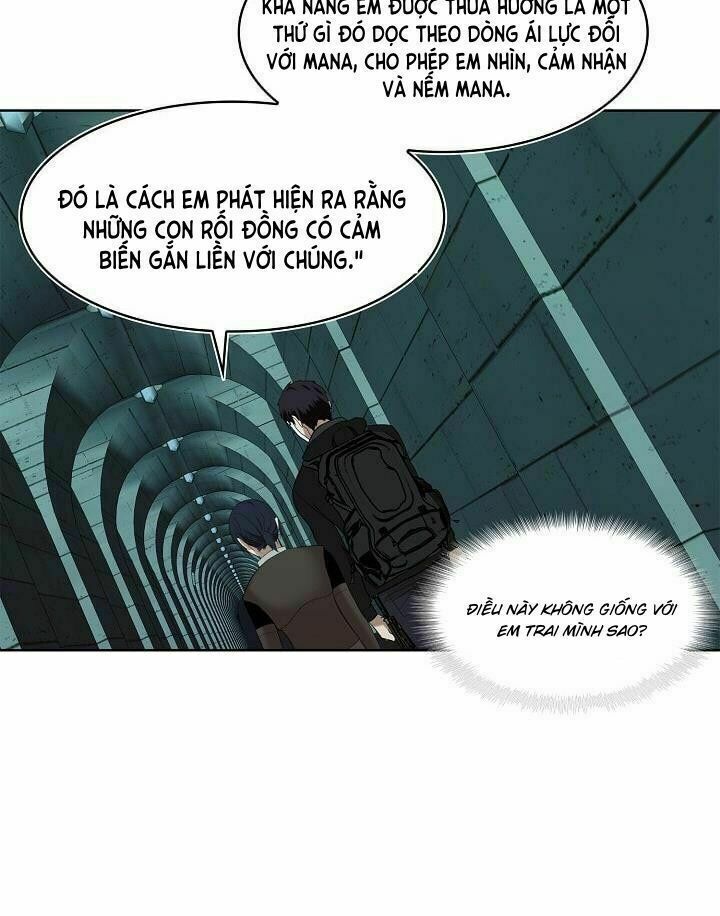 KHẢ NĂNG EM ĐƯỢC THỪA HƯỞNG LÀ MỘT
THỨ GÌ ĐÓ DỌC THEO DÒNG ÁI LỰC ĐỐI
VỚI MANA, CHO PHÉP EM NHÌN, CẢM NHẬN
VÀ NẾM MANA.
ĐÓ LÀ CÁCH EM PHÁT HIỆN RA RẰNG
NHỮNG CON RỐI ĐỒNG CÓ CẢM
BIẾN GẮN LIỀN VỚI CHÚNG."
ĐIỀU NÀY KHÔNG GIỐNG VỚI
EM TRAI MÌNH SAO?